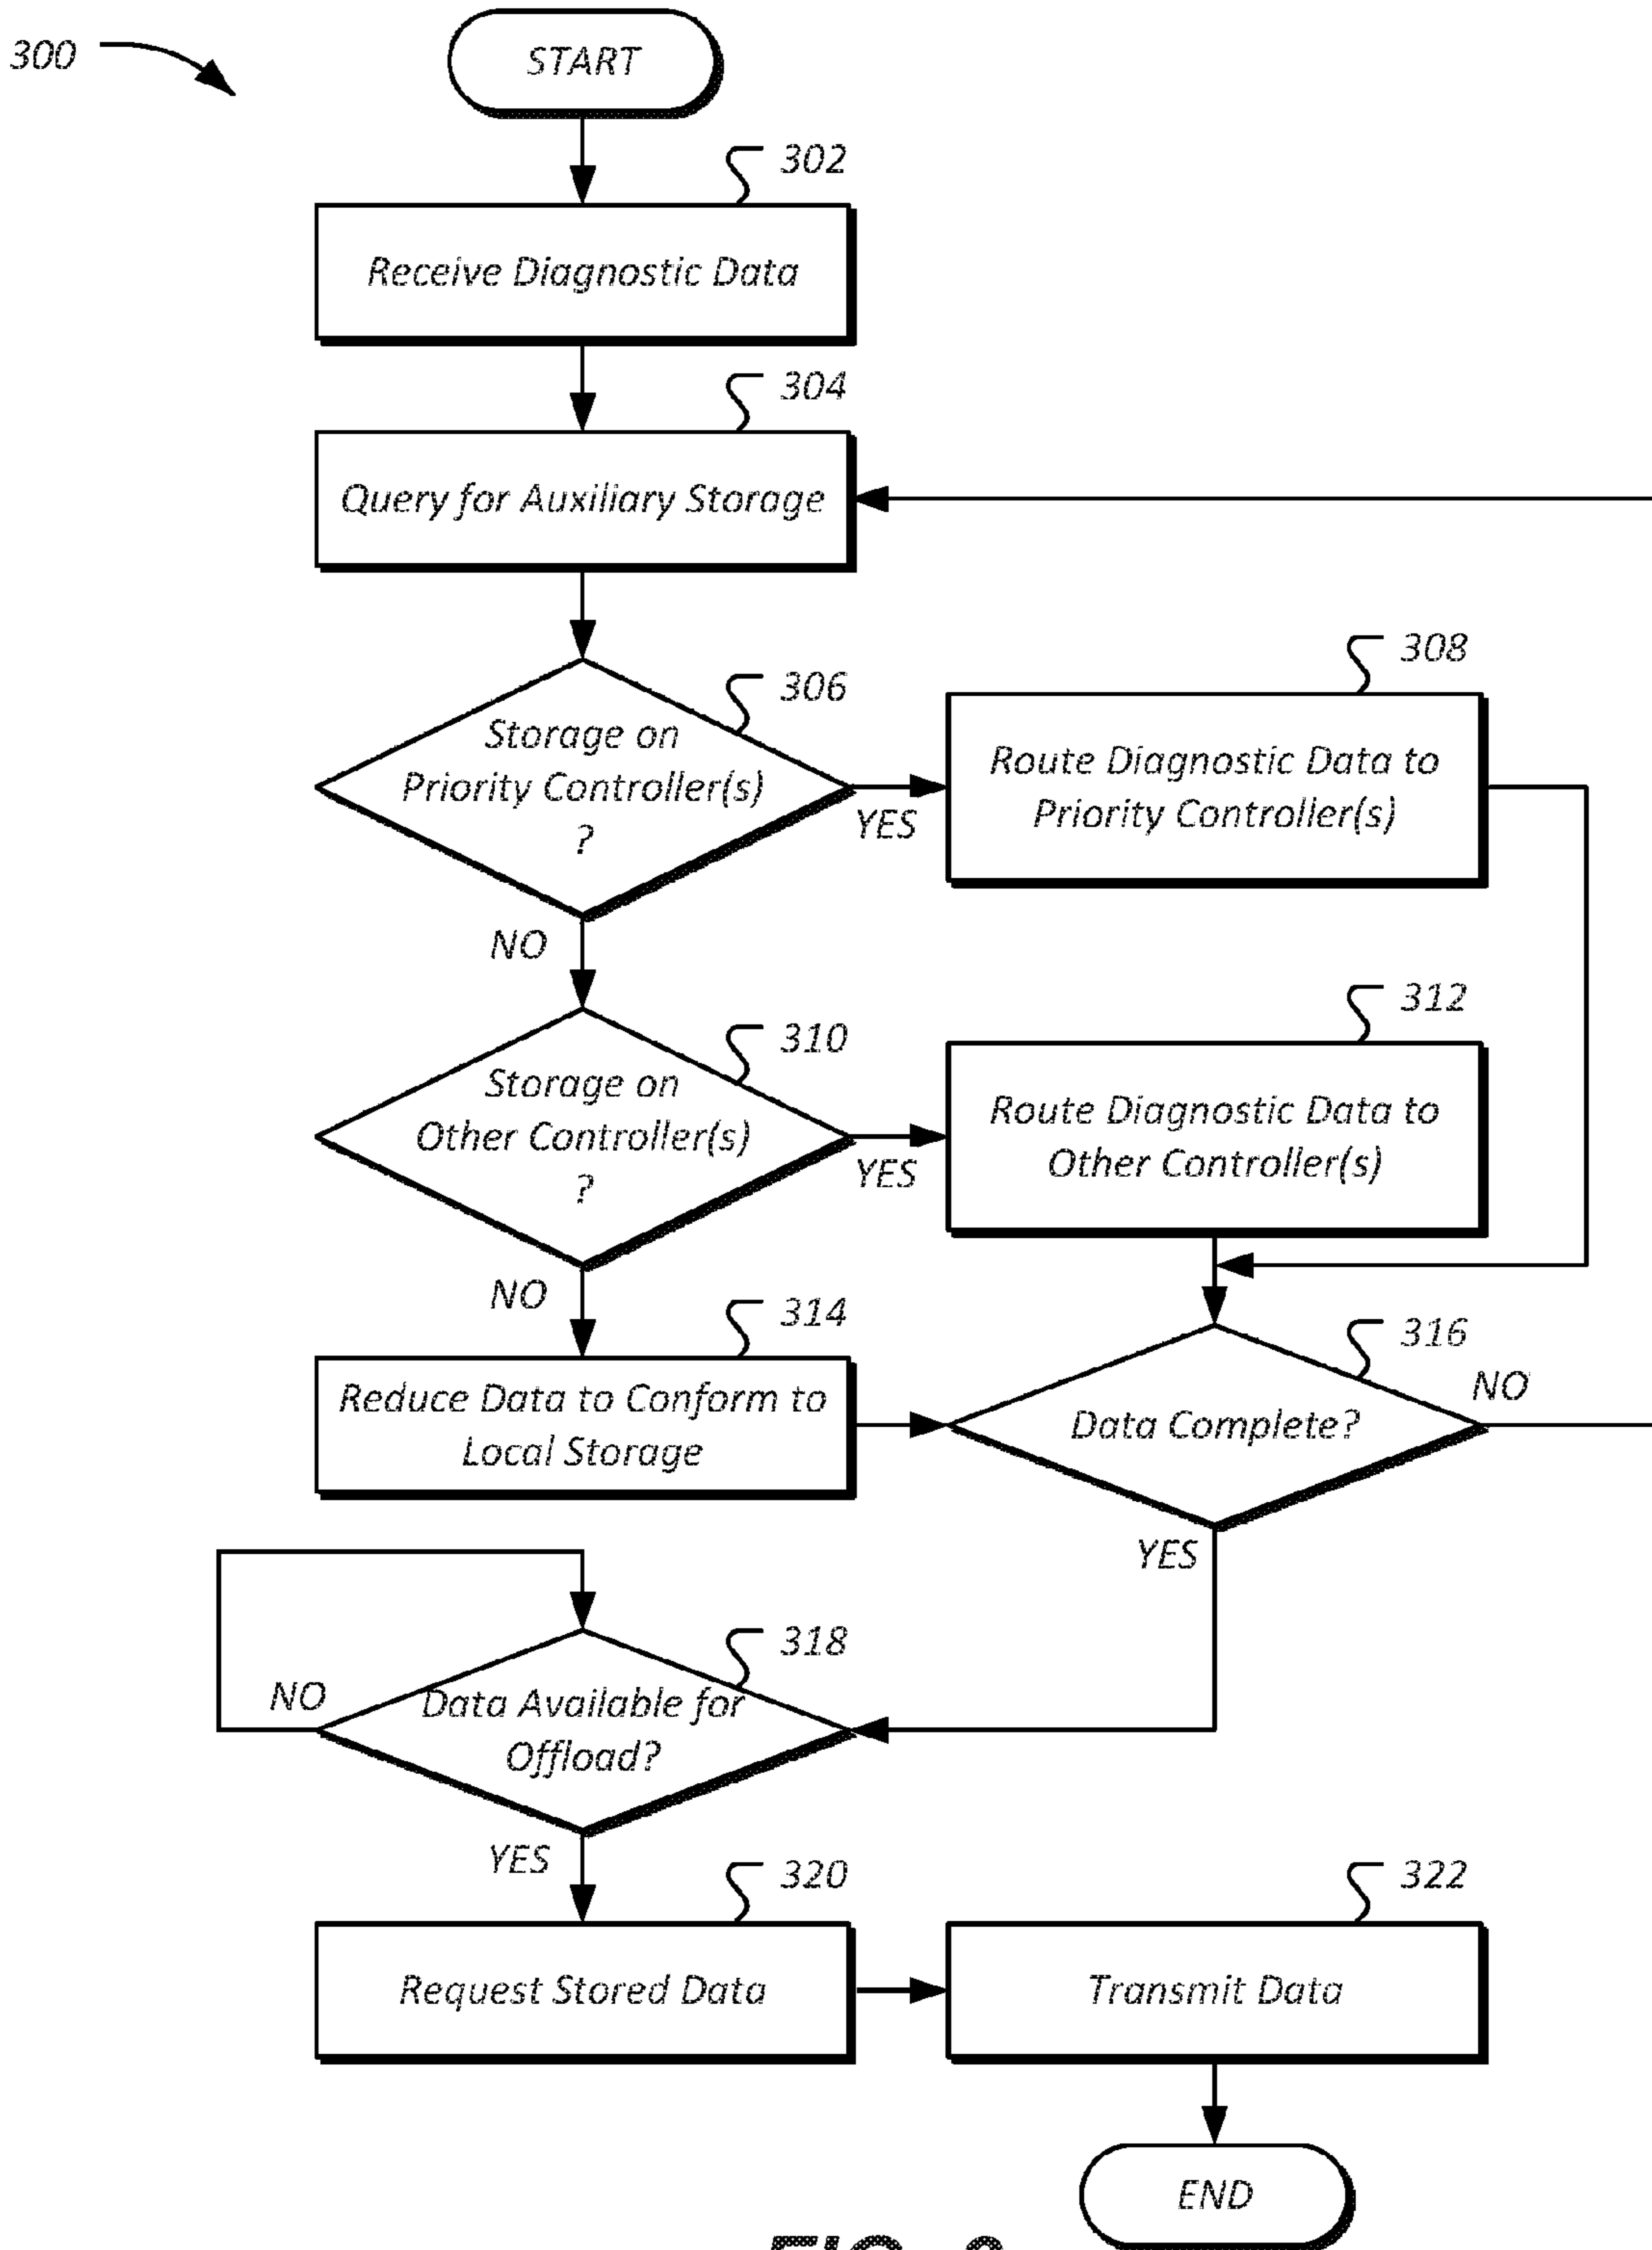 300
START
302
Receive Diagnostic Data
304
Query for Auxiliary Storage
306
Storage on
Priority Controller(s)
?
YES
NO
308
Route Diagnostic Data to
Priority Controller(s)
310
Storage on
Other Controller(s)
?
YES
NO
312
Route Diagnostic Data to
Other Controller(s)
314
Reduce Data to Conform to
Local Storage
316
Data Complete?
NO
YES
318
Data Available for
Offload?
NO
YES
320
Request Stored Data
322
Transmit Data
END
FIG.